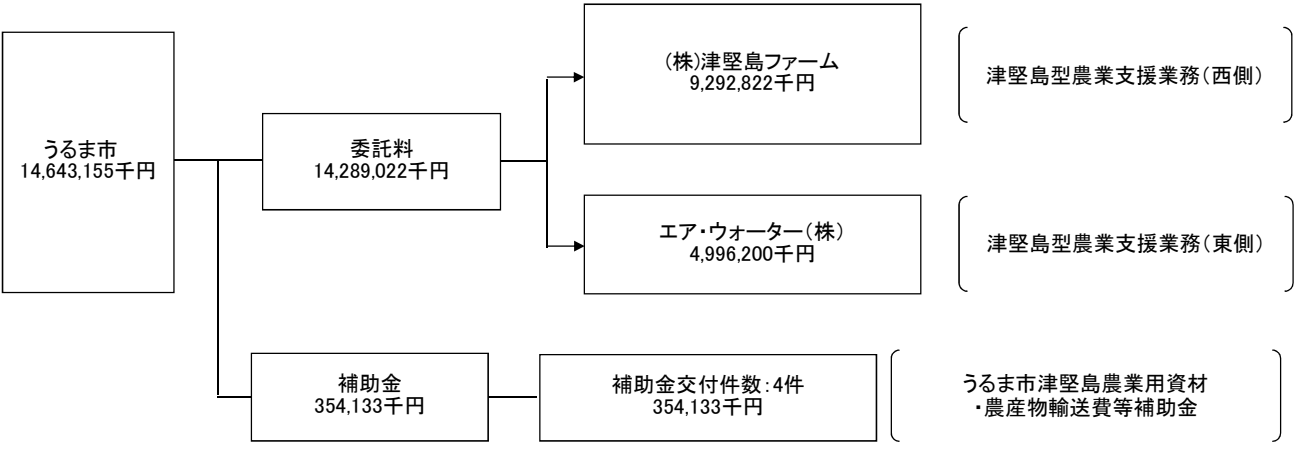 うるま市
14,643,155千円
委託料
14,289,022千円
(株)津堅島ファーム
9,292,822千円
津堅島型農業支援業務(西側)
エア・ウォーター(株)
4,996,200千円
津堅島型農業支援業務(東側)
補助金
354,133千円
補助金交付件数:4件
354,133千円
うるま市津堅島農業用資材
・農産物輸送費等補助金